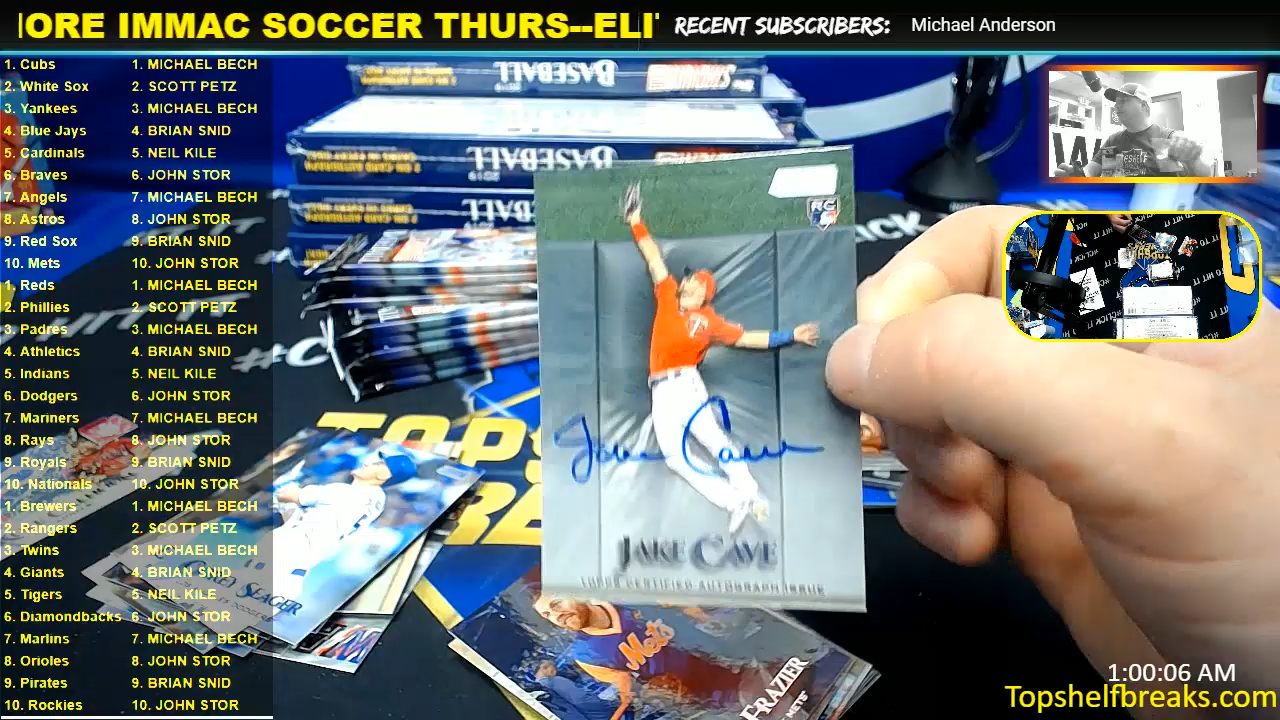 IORE IMMAC SOCCER THURS--ELI
RECENT SUBSCRIBERS: Michael Anderson
1. Cubs 1. MICHAEL BECH
2. White Sox 2. SCOTT PETZ
3. Yankees 3. MICHAEL BECH
4. Blue Jays 4. BRIAN SNID
5. Cardinals 5. NEIL KILE
6. Braves 6. JOHN STOR
7. Angels 7. MICHAEL BECH
8. Astros 8. JOHN STOR
9. Red Sox 9. BRIAN SNID
10. Mets 10. JOHN STOR
1. Reds 1. MICHAEL BECH
2. Phillies 2. SCOTT PETZ
3. Padres 3. MICHAEL BECH
4. Athletics 4. BRIAN SNID
5. Indians 5. NEIL KILE
6. Dodgers 6. JOHN STOR
7. Mariners 7. MICHAEL BECH
8. Rays 8. JOHN STOR
9. Royals 9. BRIAN SNID
10. Nationals 10. JOHN STOR
1. Brewers 1. MICHAEL BECH
2. Rangers 2. SCOTT PETZ
3. Twins 3. MICHAEL BECH
4. Giants 4. BRIAN SNID
5. Tigers 5. NEIL KILE
6. Diamondbacks 6. JOHN STOR
7. Marlins 7. MICHAEL BECH
8. Orioles 8. JOHN STOR
9. Pirates 9. BRIAN SNID
10. Rockies 10. JOHN STOR
BASEBALL
BASEBALL
2019
RC
Jake Cave
JAKE CAVE
TOPPS CERTIFIED AUTOGRAPH ISSUE
SEAGER
Mets
FRAZIER
METS
1:00:06 AM
Topshelfbreaks.com